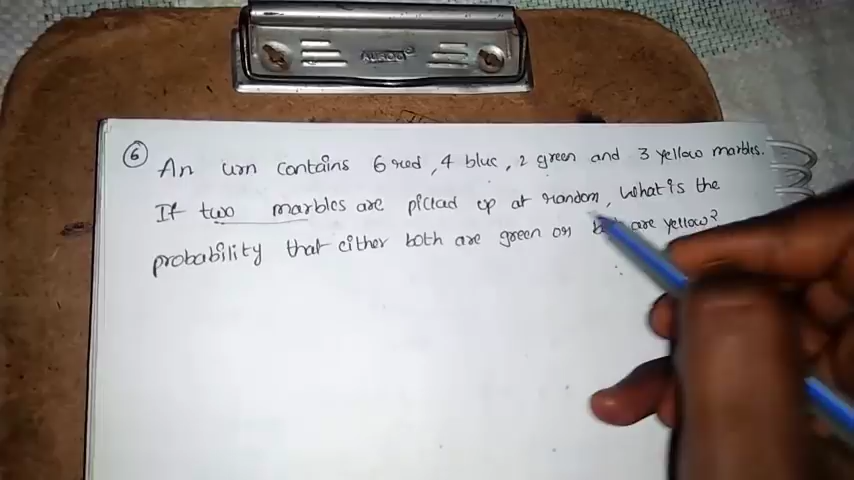 6 An urn contains 6 red, 4 blue, 2 green and 3 yellow marbles.
If two marbles are picked up at random, what is the
probability that either both are green or are yellow?